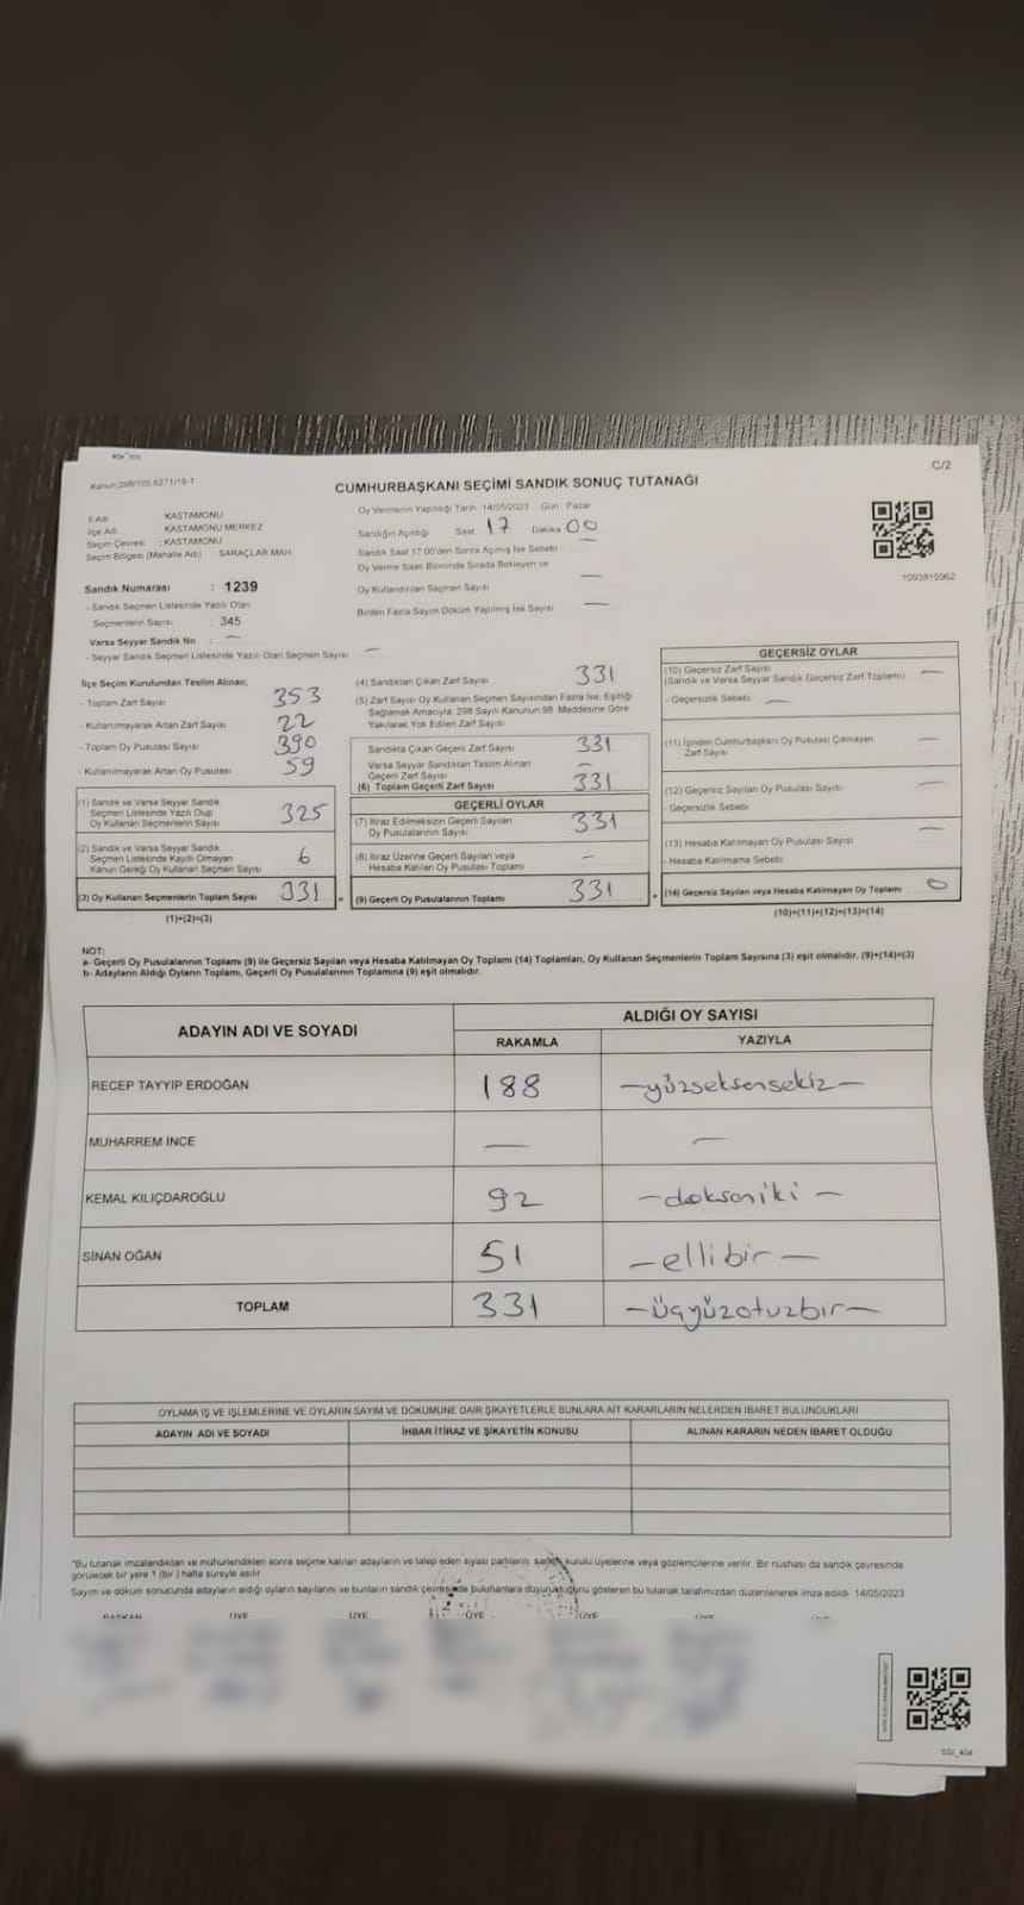 C/2
CUMHURBAŞKANI SEÇİMİ SANDIK SONUÇ TUTANAĞI
İl Adı KASTAMONU
İlçe Adı KASTAMONU MERKEZ
Seçim Çevresi : KASTAMONU
Seçim Bölgesi (Mahalle Adı) SARAÇLAR MAH.
Oy Vermenin Yapıldığı Tarih : 14/05/2023 Gün : Pazar
Sandığın Açıldığı Saat 17 Dakika 00
Sandık Saat 17:00'den Sonra Açılmış İse Sebebi —
Oy Verme Saati Bitiminde Sırada Bekleyen ve
Oy Kullandırılan Seçmen Sayısı —
Birden Fazla Sayım Döküm Yapılmış İse Sayısı —
Sandık Numarası : 1239
- Sandık Seçmen Listesinde Yazılı Olan
Seçmenlerin Sayısı : 345
Varsa Seyyar Sandık No : —
- Seyyar Sandık Seçmen Listesinde Yazılı Olan Seçmen Sayısı —
İlçe Seçim Kurulundan Teslim Alınan;
- Toplam Zarf Sayısı 353
- Kullanılmayarak Artan Zarf Sayısı 22
- Toplam Oy Pusulası Sayısı 390
- Kullanılmayarak Artan Oy Pusulası 59
(1) Sandık ve Varsa Seyyar Sandık
Seçmen Listesinde Yazılı Olup
Oy Kullanan Seçmenlerin Sayısı 325
(2) Sandık ve Varsa Seyyar Sandık
Seçmen Listesinde Kayıtlı Olmayan
Kanun Gereği Oy Kullanan Seçmen Sayısı 6
(3) Oy Kullanan Seçmenlerin Toplam Sayısı 331
(1)+(2)=(3)
(4) Sandıktan Çıkan Zarf Sayısı 331
(5) Zarf Sayısı Oy Kullanan Seçmen Sayısından Fazla İse; Eşitliği
Sağlamak Amacıyla 298 Sayılı Kanunun 98. Maddesine Göre
Yakılarak Yok Edilen Zarf Sayısı
Sandıkta Çıkan Geçerli Zarf Sayısı 331
Varsa Seyyar Sandıktan Teslim Alınan
Geçerli Zarf Sayısı —
(6) Toplam Geçerli Zarf Sayısı 331
GEÇERLİ OYLAR
(7) İtiraz Edilmeksizin Geçerli Sayılan
Oy Pusulalarının Sayısı 331
(8) İtiraz Üzerine Geçerli Sayılan veya
Hesaba Katılan Oy Pusulası Toplamı —
(9) Geçerli Oy Pusulalarının Toplamı 331
GEÇERSİZ OYLAR
(10) Geçersiz Zarf Sayısı
(Sandık ve Varsa Seyyar Sandık Geçersiz Zarf Toplamı) —
- Geçersizlik Sebebi —
(11) İçinden Cumhurbaşkanı Oy Pusulası Çıkmayan
Zarf Sayısı —
(12) Geçersiz Sayılan Oy Pusulası Sayısı —
- Geçersizlik Sebebi
(13) Hesaba Katılmayan Oy Pusulası Sayısı —
- Hesaba Katılmama Sebebi
(14) Geçersiz Sayılan veya Hesaba Katılmayan Oy Toplamı 0
(10)+(11)+(12)+(13)=(14)
NOT:
a- Geçerli Oy Pusulalarının Toplamı (9) ile Geçersiz Sayılan veya Hesaba Katılmayan Oy Toplamı (14) Toplamları, Oy Kullanan Seçmenlerin Toplam Sayısına (3) eşit olmalıdır. (9)+(14)=(3)
b- Adayların Aldığı Oyların Toplamı, Geçerli Oy Pusulalarının Toplamına (9) eşit olmalıdır.
ADAYIN ADI VE SOYADI
ALDIĞI OY SAYISI
RAKAMLA YAZIYLA
RECEP TAYYİP ERDOĞAN 188 —yüzseksensekiz—
MUHARREM İNCE — —
KEMAL KILIÇDAROĞLU 92 —doksaniki—
SİNAN OĞAN 51 —ellibir—
TOPLAM 331 —üçyüzotuzbir—
OYLAMA İŞ VE İŞLEMLERİNE VE OYLARIN SAYIM VE DÖKÜMÜNE DAİR ŞİKAYETLERLE BUNLARA AİT KARARLARIN NELERDEN İBARET BULUNDUKLARI
ADAYIN ADI VE SOYADI İHBAR İTİRAZ VE ŞİKAYETİN KONUSU ALINAN KARARIN NEDEN İBARET OLDUĞU
"Bu tutanak imzalandıktan ve mühürlendikten sonra seçime katılan adayların ve talep eden siyasi partilerin, sandık kurulu üyelerine veya gözlemcilerine verilir. Bir nüshası da sandık çevresinde
görülecek bir yere 1 (bir) hafta süreyle asılır.
Sayım ve döküm sonucunda adayların aldığı oyların sayılarını ve bunların sandık çevresinde bulunanlara duyurulduğunu gösteren bu tutanak tarafımızdan düzenlenerek imza edildi. 14/05/2023
BAŞKAN ÜYE ÜYE ÜYE ÜYE